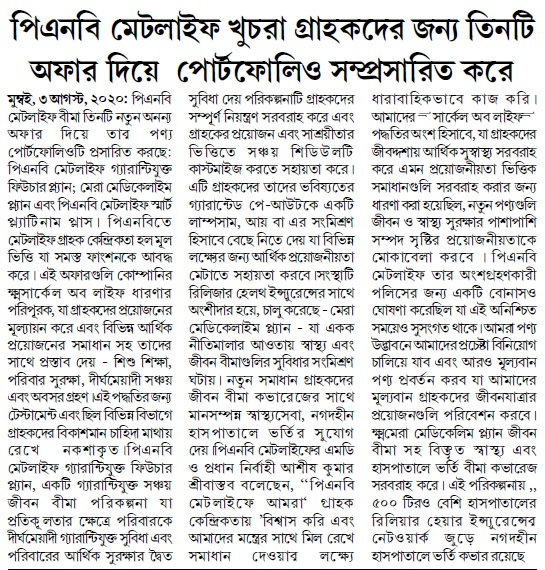 পিএনবি মেটলাইফ খুচরা গ্রাহকদের জন্য তিনটি
অফার দিয়ে পোর্টফোলিও সম্প্রসারিত করে
মুম্বই, ৩ আগস্ট, ২০২০: পিএনবি
মেটলাইফ বীমা তিনটি নতুন অনন্য
অফার দিয়ে তার পণ্য
পোর্টফোলিওটি প্রসারিত করছে:
পিএনবি মেটলাইফ গ্যারান্টিযুক্ত
ফিউচার প্ল্যান; মেরা মেডিকেলাইম
প্ল্যান এবং পিএনবি মেটলাইফ স্মার্ট
প্ল্যাটিনাম প্লাস। পিএনবিতে
মেটলাইফ গ্রাহক কেন্দ্রিকতা হল মূল
ভিত্তি যা সমস্ত ফাংশনকে আবদ্ধ
করে। এই অফারগুলি কোম্পানির
ক্ষ্মসার্কেল অব লাইফ ধারণার
পরিপূরক, যা গ্রাহকদের প্রয়োজনের
মূল্যায়ন করে এবং বিভিন্ন আর্থিক
প্রয়োজনের সমাধান সহ তাদের
সাথে প্রস্তাব দেয় - শিশু শিক্ষা,
পরিবার সুরক্ষা, দীর্ঘমেয়াদী সঞ্চয়
এবং অবসর গ্রহণ। এই পদ্ধতির জন্য
টেস্টামেন্ট এবং ছিল বিভিন্ন বিভাগে
গ্রাহকদের বিকাশমান চাহিদা মাথায়
রেখে নকশাকৃত।পিএনবি
মেটলাইফ গ্যারান্টিযুক্ত ফিউচার
প্ল্যান, একটি গ্যারান্টিযুক্ত সঞ্চয়
জীবন বীমা পরিকল্পনা যা
প্রতিকূলতার ক্ষেত্রে পরিবারকে
দীর্ঘমেয়াদী গ্যারান্টিযুক্ত সুবিধা এবং
পরিবারের আর্থিক সুরক্ষার দ্বৈত
সুবিধা দেয় পরিকল্পনাটি গ্রাহকদের
সম্পূর্ণ নিয়ন্ত্রণ সরবরাহ করে এবং
গ্রাহকের প্রয়োজন এবং সাশ্রয়ীতার
ভিত্তিতে সঞ্চয় শিডিউলটি
কাস্টমাইজ করতে সহায়তা করে।
এটি গ্রাহকদের তাদের ভবিষ্যতের
গ্যারান্টেড পে-আউটকে একটি
লাম্পসাম, আয় বা এর সংমিশ্রণ
হিসাবে বেছে নিতে দেয় যা বিভিন্ন
লক্ষ্যের জন্য আর্থিক প্রয়োজনীয়তা
মেটাতে সহায়তা করবে।সংস্থাটি
রিলিজার হেলথ ইন্সুরেন্সের সাথে
অংশীদার হয়ে, চালু করেছে - মেরা
মেডিকেলাইম প্ল্যান - যা একক
নীতিমালার আওতায় স্বাস্থ্য এবং
জীবন বীমাগুলির সুবিধার সংমিশ্রণ
ঘটায়। নতুন সমাধান গ্রাহকদের
জীবন বীমা কভারেজের সাথে
মানসম্পন্ন স্বাস্থ্যসেবা, নগদহীন
হাসপাতালে ভর্তির সুযোগ
দেয় পিএনবি মেটলাইফের এমডি
ও প্রধান নির্বাহী আশীষ কুমার
শ্রীবাস্তব বলেছেন, ‘‘পিএনবি
মেটলাইফে আমরা‘ গ্রাহক
কেন্দ্রিকতায় ’বিশ্বাস করি এবং
আমাদের মন্ত্রের সাথে মিল রেখে
সমাধান দেওয়ার লক্ষ্যে
ধারাবাহিকভাবে কাজ করি।
আমাদের সার্কেল অব লাইফ
পদ্ধতির অংশ হিসাবে, যা গ্রাহকদের
জীবদ্দশায় আর্থিক সুস্বাস্থ্য সরবরাহ
করে এমন প্রয়োজনীয়তা ভিত্তিক
সমাধানগুলি সরবরাহ করার জন্য
ধারণা করা হয়েছিল, নতুন পণ্যগুলি
জীবন ও স্বাস্থ্য সুরক্ষার পাশাপাশি
সম্পদ সৃষ্টির প্রয়োজনীয়তাকে
মোকাবেলা করবে । পিএনবি
মেটলাইফ তার অংশগ্রহণকারী
পলিসের জন্য একটি বোনাসও
ঘোষণা করেছিল যা এই অনিশ্চিত
সময়েও সুসংগত থাকে।আমরা পণ্য
উদ্ভাবনে আমাদের প্রচেষ্টা বিনিয়োগ
চালিয়ে যাব এবং আরও মূল্যবান
পণ্য প্রবর্তন করব যা আমাদের
মূল্যবান গ্রাহকদের জীবনযাত্রার
প্রয়োজনগুলি পরিবেশন করবে।
ক্ষ্মমেরা মেডিকেলিম প্ল্যান জীবন
বীমা সহ বিস্তৃত স্বাস্থ্য এবং
হাসপাতালে ভর্তি বীমা কভারেজ
সরবরাহ করে। এই পরিকল্পনায় ,,
৫০০ টিরও বেশি হাসপাতালের
রিলিয়ার হেয়ার ইন্স্যুরেন্সের
নেটওয়ার্ক জুড়ে নগদহীন
হাসপাতালে ভর্তি কভার রয়েছে